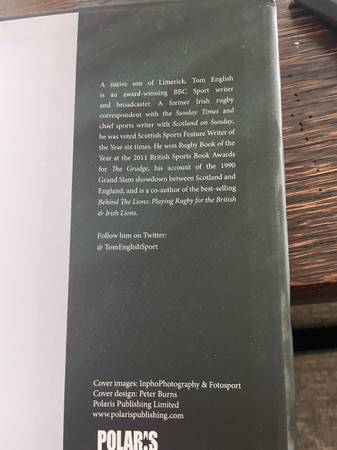 A native son of Limerick, Tom English
is an award-winning BBC Sport writer
and broadcaster. A former Irish rugby
correspondent with the Sunday Times and
chief sports writer with Scotland on Sunday,
he was voted Scottish Sports Feature Writer of
the Year six times. He won Rugby Book of the
Year at the 2011 British Sports Book Awards
for The Grudge, his account of the 1990
Grand Slam showdown between Scotland and
England, and is a co-author of the best-selling
Behind The Lions: Playing Rugby for the British
& Irish Lions.
Follow him on Twitter:
@ TomEnglishSport
Cover images: InphoPhotography & Fotosport
Cover design: Peter Burns
Polaris Publishing Limited
www.polarispublishing.com
POLAR!S